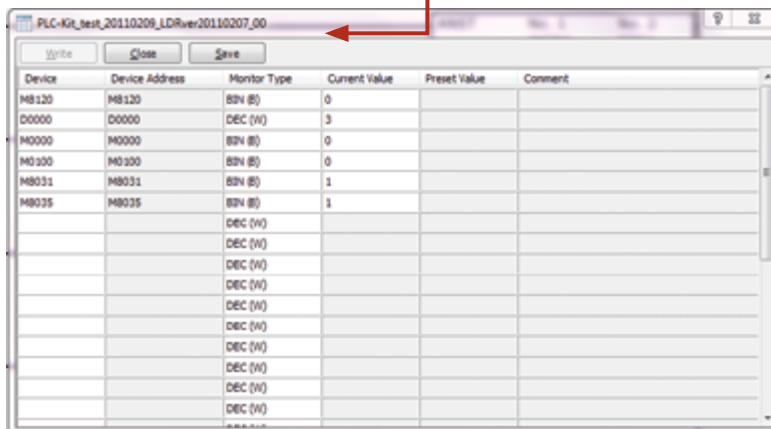 PLC-Kit_test_20110209_LDRver20110207_00
Write Close Save
Device Device Address Monitor Type Current Value Preset Value Comment
M8120 M8120 BIN (B) 0
D0000 D0000 DEC (W) 3
M0000 M0000 BIN (B) 0
M0100 M0100 BIN (B) 0
M8031 M8031 BIN (B) 1
M8035 M8035 BIN (B) 1
DEC (W)
DEC (W)
DEC (W)
DEC (W)
DEC (W)
DEC (W)
DEC (W)
DEC (W)
DEC (W)
DEC (W)